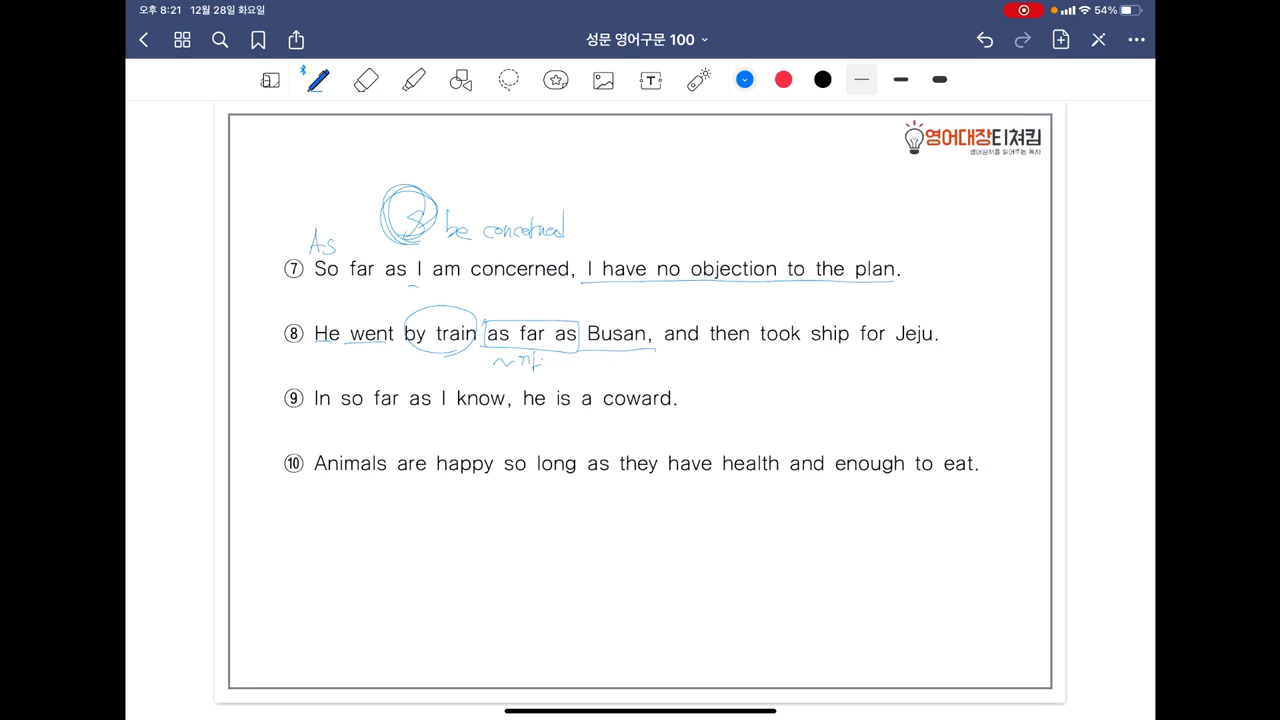 오후 8:21 12월 28일 화요일
54%
성문 영어구문 100
T
영어대장티쳐킴
S be concerned
As
⑦ So far as I am concerned, I have no objection to the plan.
⑧ He went by train as far as Busan, and then took ship for Jeju.
⑨ In so far as I know, he is a coward.
⑩ Animals are happy so long as they have health and enough to eat.